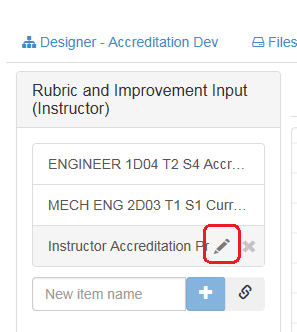 Designer - Accreditation Dev
Files
Rubric and Improvement Input
(Instructor)
ENGINEER 1D04 T2 S4 Accr...
MECH ENG 2D03 T1 S1 Curr...
Instructor Accreditation Pr
New item name